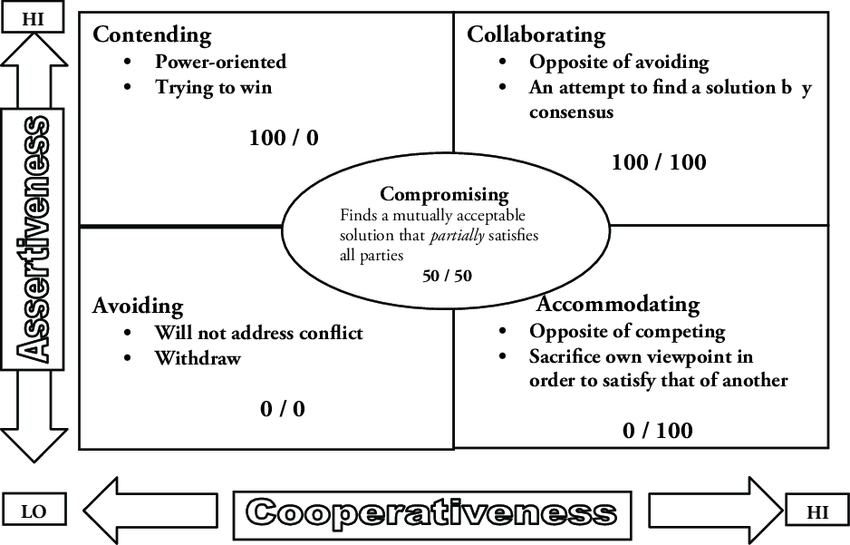 HI
Contending
• Power-oriented
• Trying to win
100 / 0
Collaborating
• Opposite of avoiding
• An attempt to find a solution b y
consensus
100 / 100
Assertiveness
Compromising
Finds a mutually acceptable
solution that partially satisfies
all parties
50 / 50
Avoiding
• Will not address conflict
• Withdraw
0 / 0
Accommodating
• Opposite of competing
• Sacrifice own viewpoint in
order to satisfy that of another
0 / 100
LO
Cooperativeness
HI